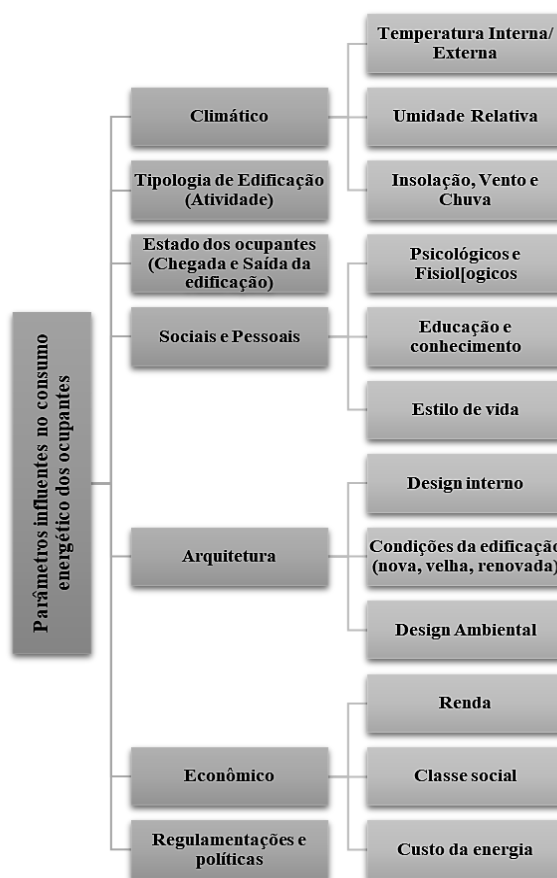 Parâmetros influentes no consumo
energético dos ocupantes
Climático
Temperatura Interna/
Externa
Umidade Relativa
Insolação, Vento e
Chuva
Tipologia de Edificação
(Atividade)
Estado dos ocupantes
(Chegada e Saída da
edificação)
Sociais e Pessoais
Psicológicos e
Fisiol[ogicos
Educação e
conhecimento
Estilo de vida
Arquitetura
Design interno
Condições da edificação
(nova, velha, renovada)
Design Ambiental
Econômico
Renda
Classe social
Custo da energia
Regulamentações e
políticas